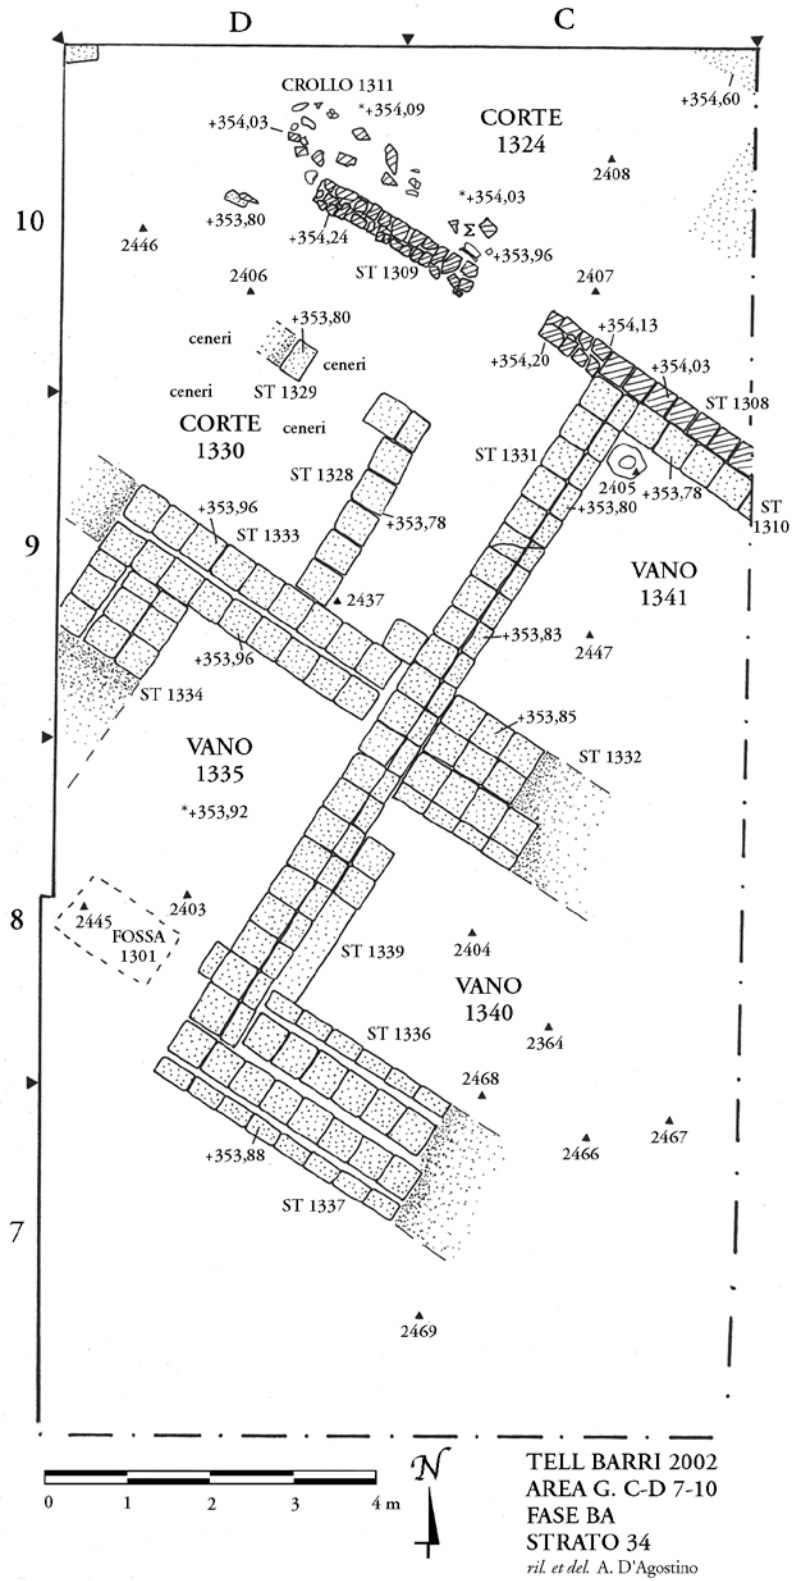 D
C
CROLLO 1311
*+354,09
+354,60
+354,03
CORTE
1324
2408
*+354,03
10
+353,80
2446
+354,24
+353,96
ST 1309
2406
2407
+353,80
+354,13
ceneri
ceneri
+354,20
+354,03
ceneri
ST 1329
ST 1308
CORTE
1330
ceneri
ST 1331
ST 1328
2405
+353,78
+353,80
ST
1310
+353,96
ST 1333
+353,78
9
VANO
1341
2437
+353,83
2447
+353,96
ST 1334
+353,85
ST 1332
VANO
1335
*+353,92
8
2445
2403
FOSSA
1301
2404
ST 1339
VANO
1340
ST 1336
2364
2468
2467
2466
+353,88
ST 1337
7
2469
N
0 1 2 3 4 m
TELL BARRI 2002
AREA G. C-D 7-10
FASE BA
STRATO 34
ril. et del. A. D'Agostino